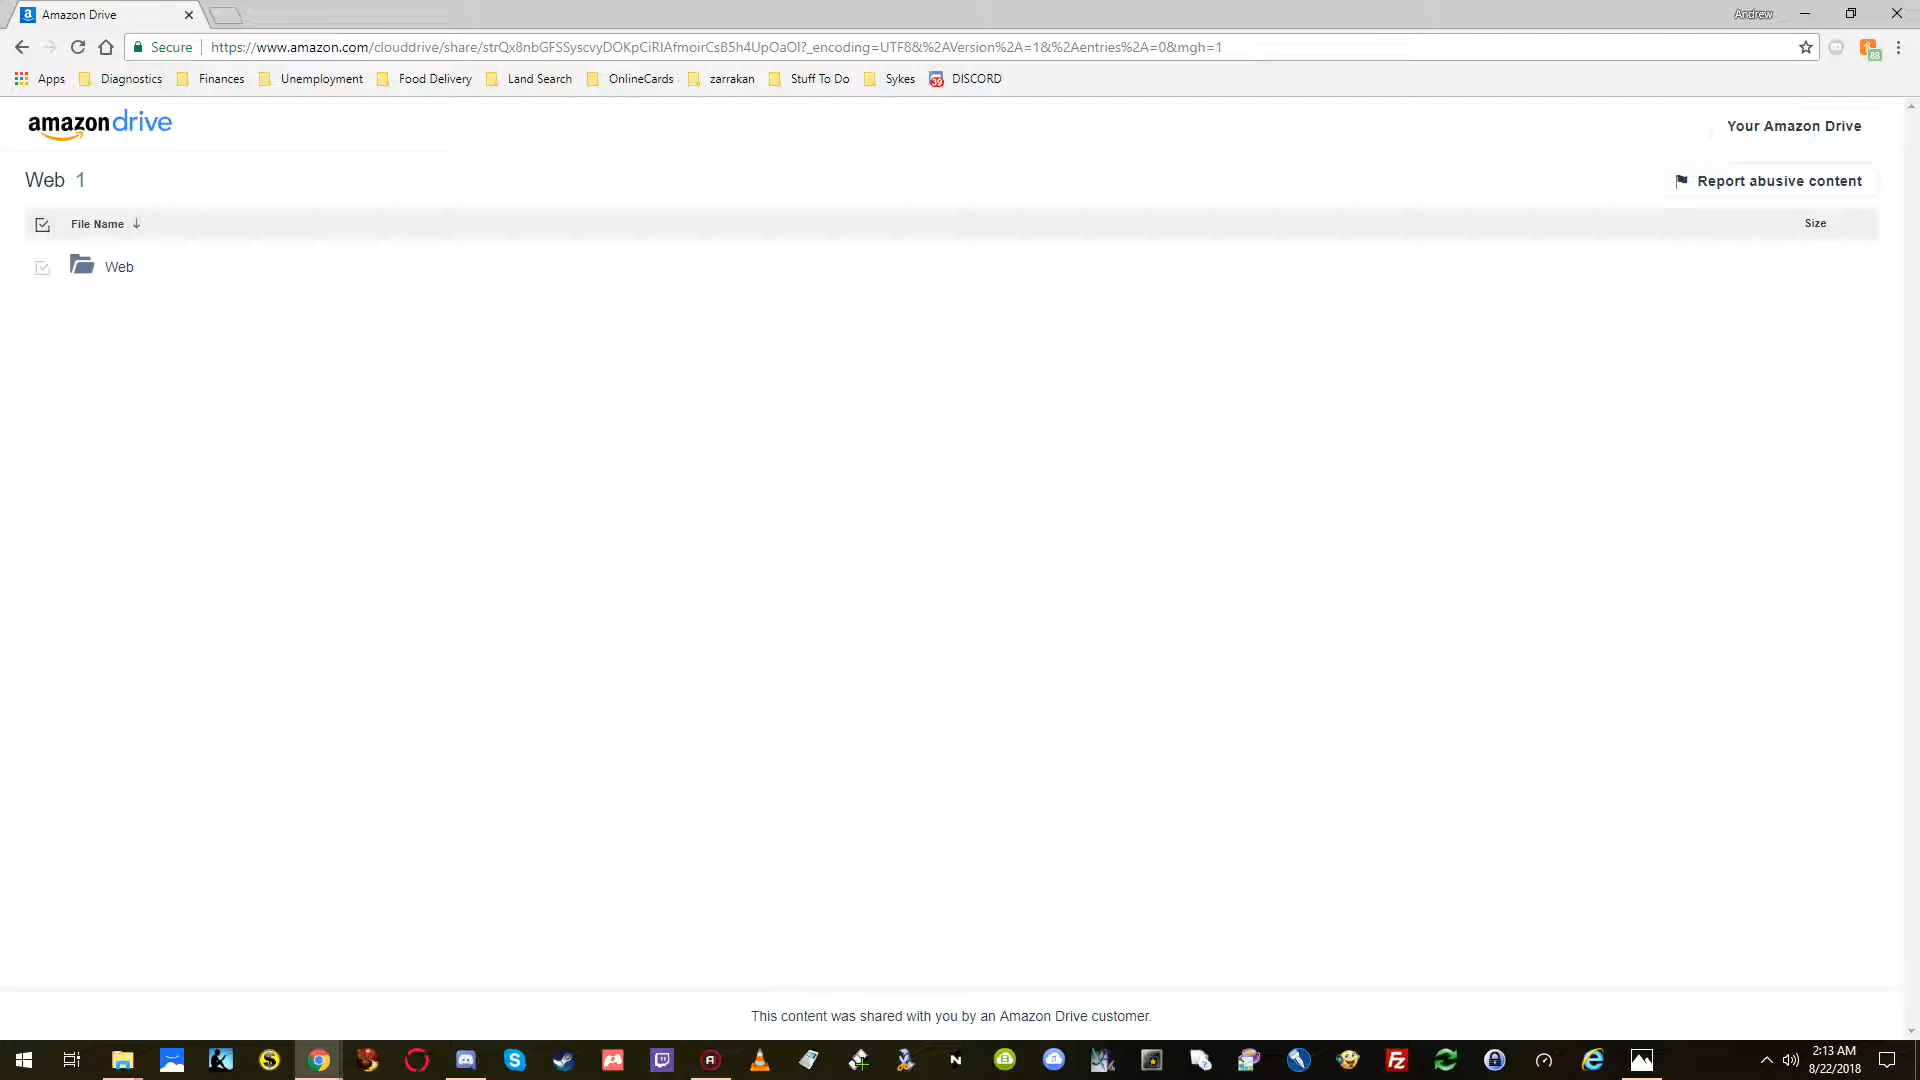 Amazon Drive
Andrew
Secure https://www.amazon.com/clouddrive/share/strQx8nbGFSSyscvyDOKpCiRIAfmoirCsB5h4UpOaOl?_encoding=UTF8&%2AVersion%2A=1&%2Aentries%2A=0&mgh=1
88
Apps Diagnostics Finances Unemployment Food Delivery Land Search OnlineCards zarrakan Stuff To Do Sykes 39 DISCORD
amazon drive
Your Amazon Drive
Web 1
Report abusive content
File Name Size
Web
This content was shared with you by an Amazon Drive customer.
2:13 AM
8/22/2018